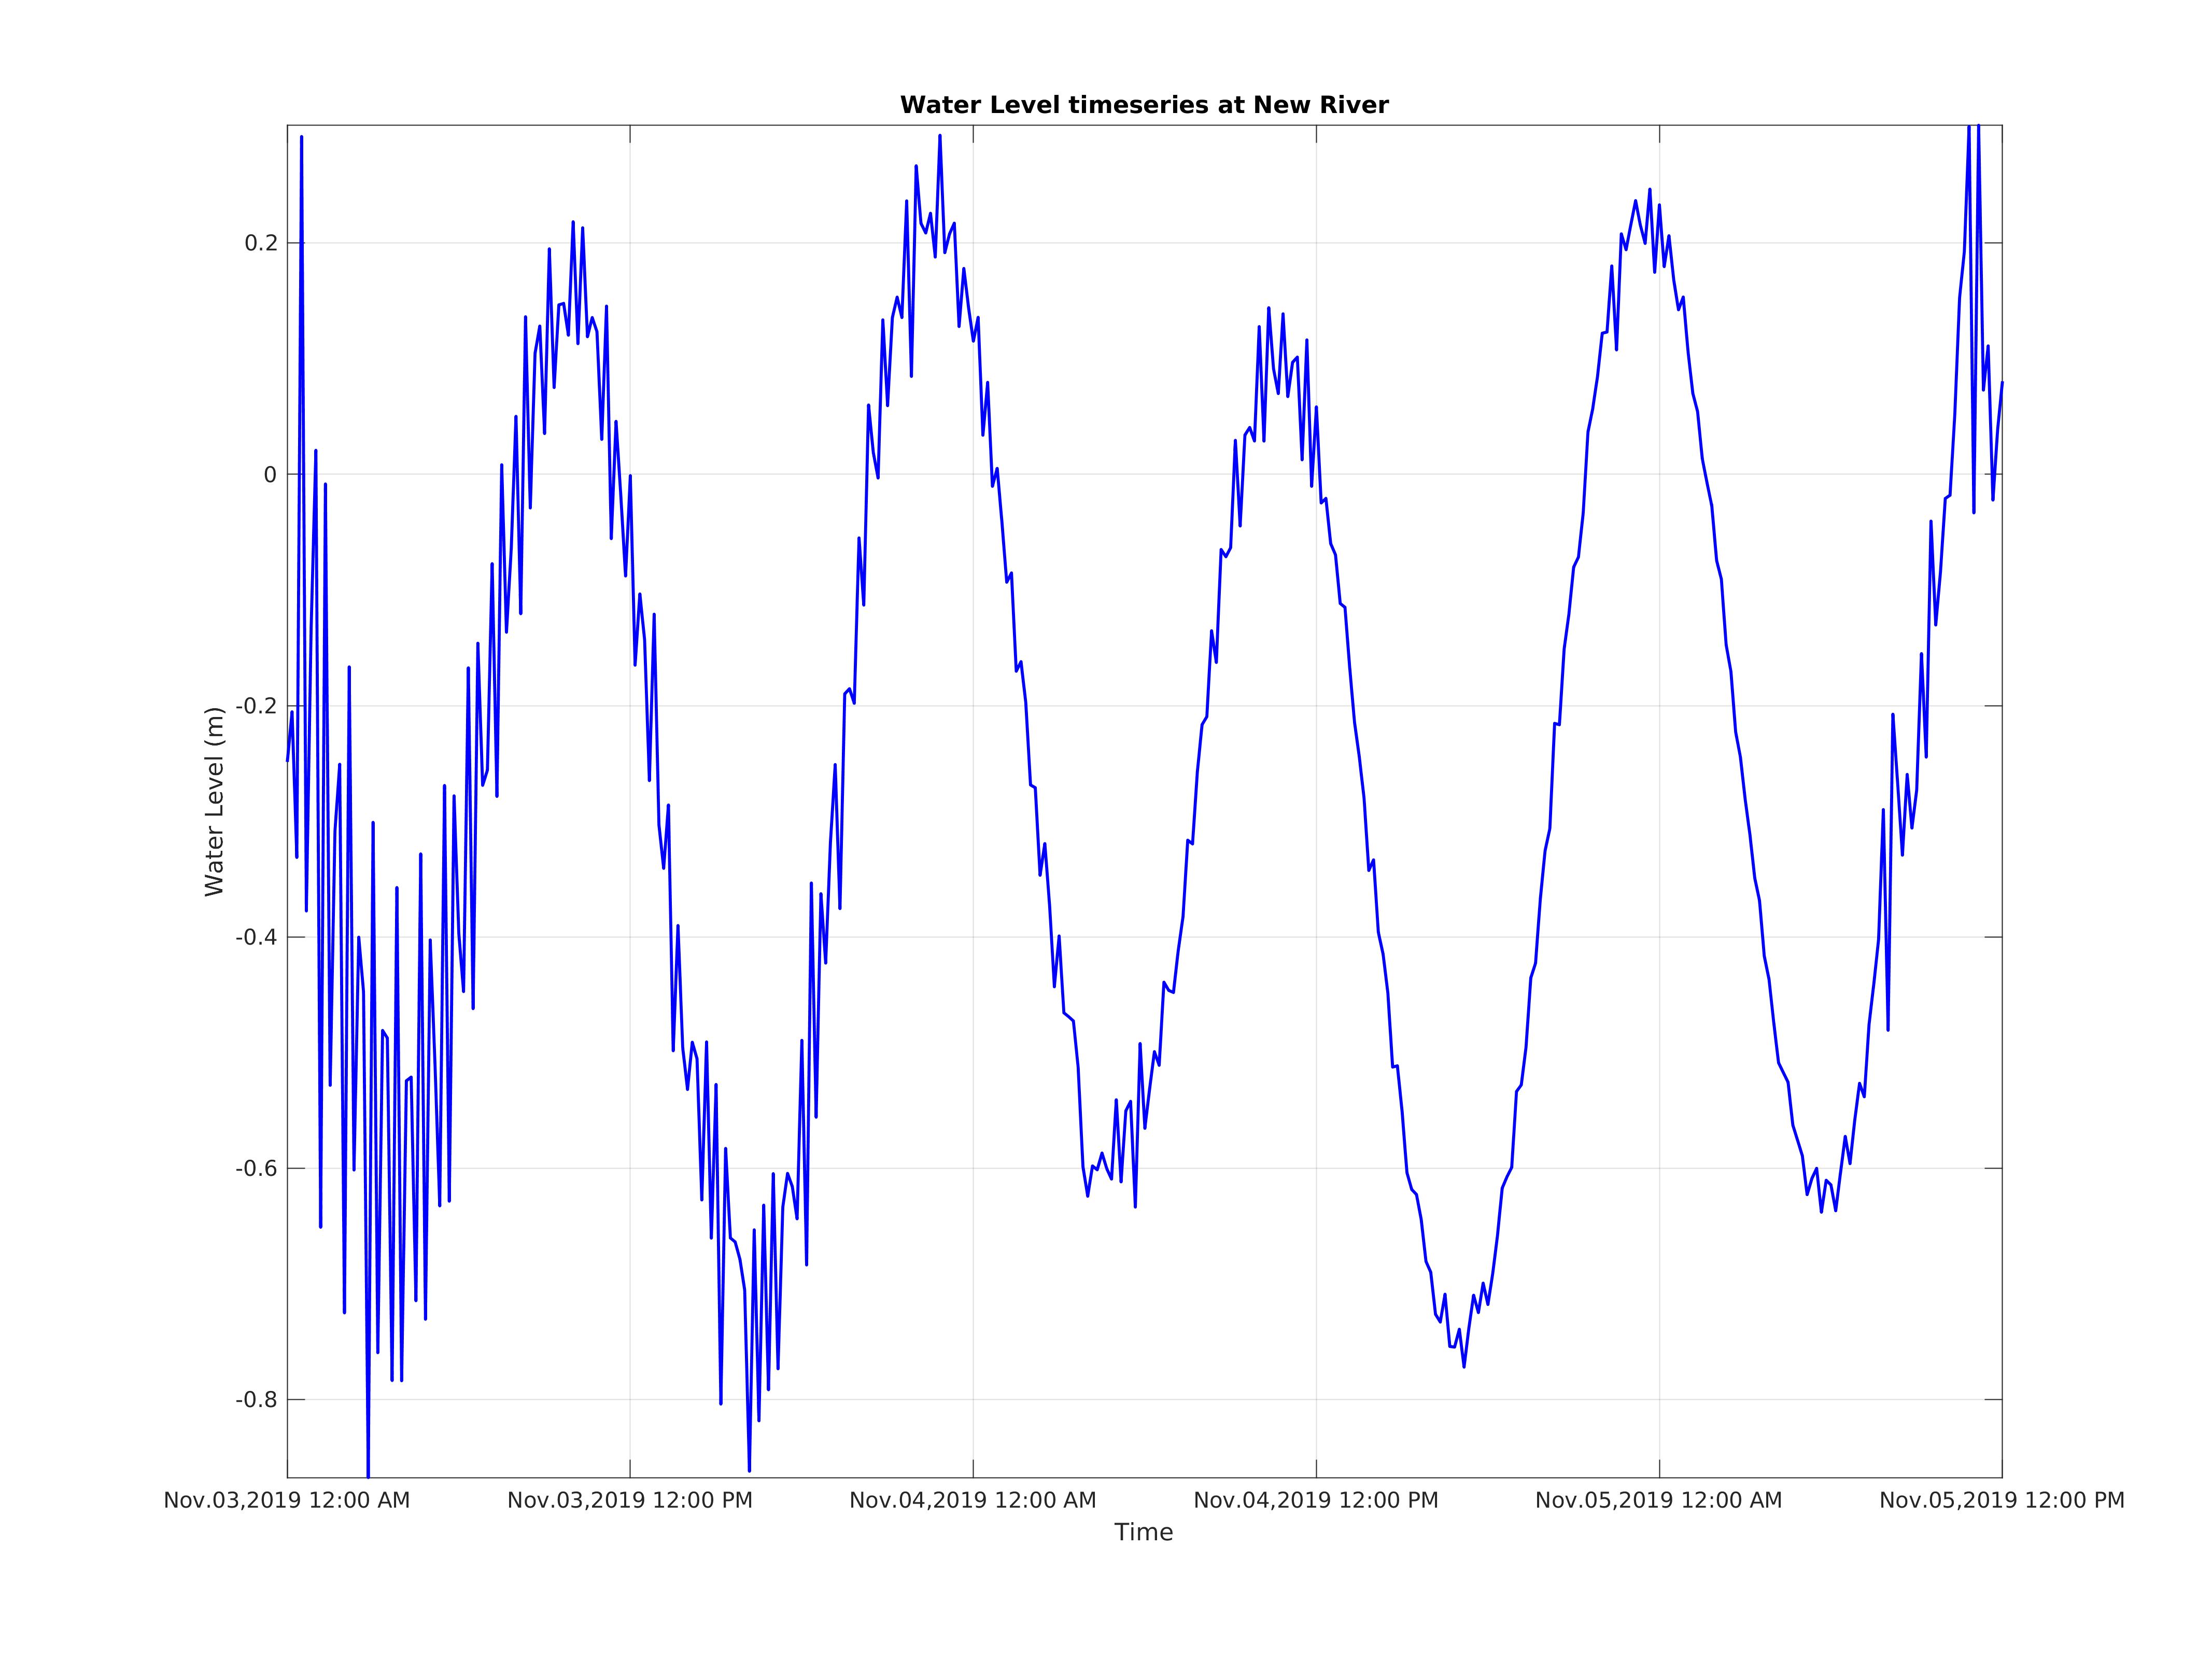 Water Level timeseries at New River
Water Level (m)
0.2
0
-0.2
-0.4
-0.6
-0.8
Nov.03,2019 12:00 AM
Nov.03,2019 12:00 PM
Nov.04,2019 12:00 AM
Nov.04,2019 12:00 PM
Nov.05,2019 12:00 AM
Nov.05,2019 12:00 PM
Time